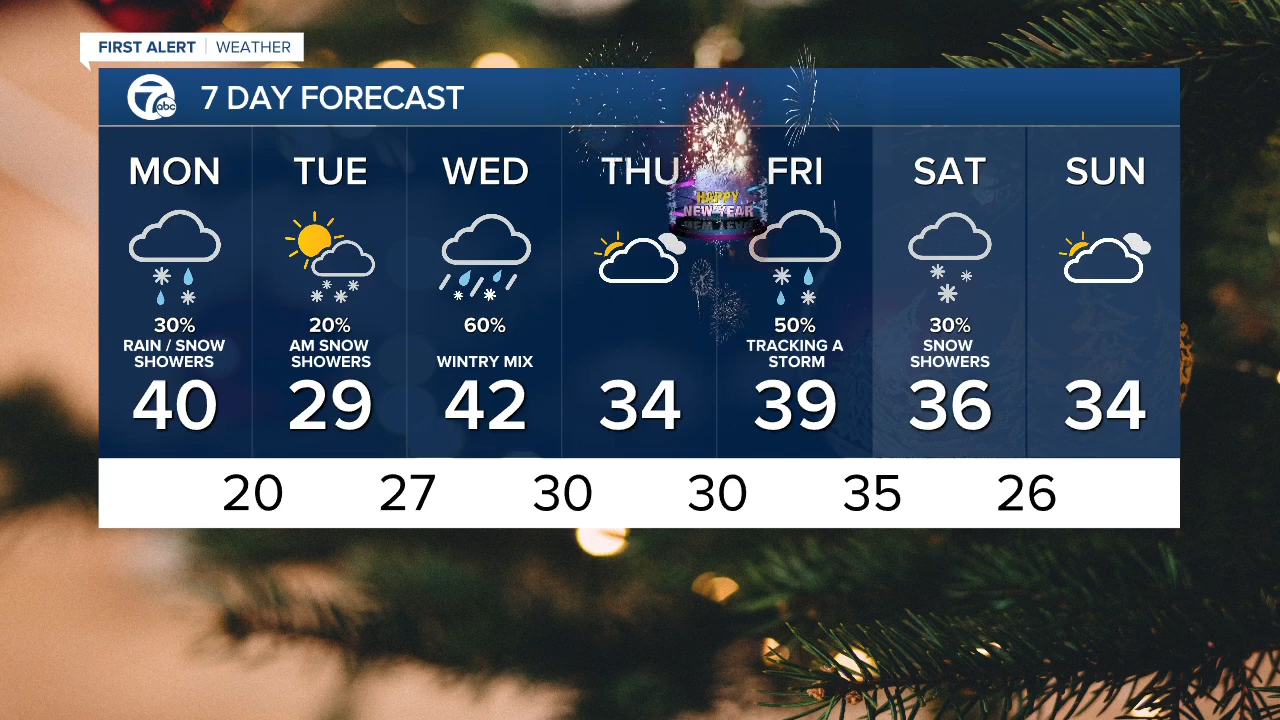 FIRST ALERT | WEATHER
7 abc 7 DAY FORECAST
MON TUE WED THU FRI SAT SUN
HAPPY
NEW YEAR
30% 20% 60% 50% 30%
RAIN / SNOW AM SNOW TRACKING A SNOW
SHOWERS SHOWERS WINTRY MIX STORM SHOWERS
40 29 42 34 39 36 34
20 27 30 30 35 26